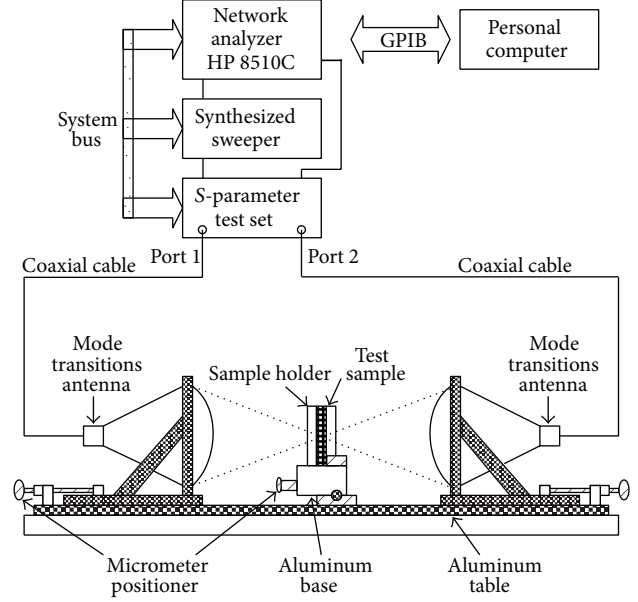 Network
analyzer
HP 8510C
GPIB
Personal
computer
System
bus
Synthesized
sweeper
S-parameter
test set
Port 1
Port 2
Coaxial cable
Coaxial cable
Mode
transitions
antenna
Sample holder
Test
sample
Mode
transitions
antenna
Micrometer
positioner
Aluminum
base
Aluminum
table